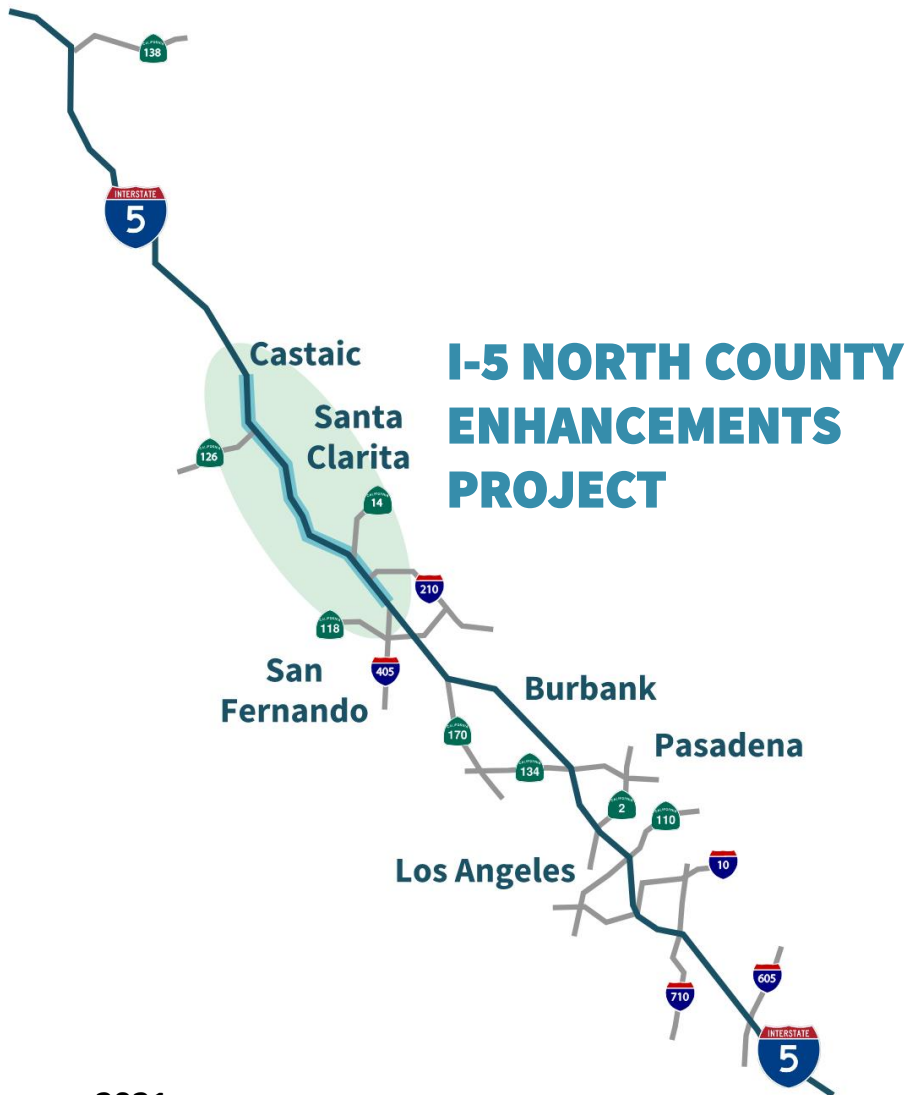 138
INTERSTATE
5
Castaic
I-5 NORTH COUNTY
ENHANCEMENTS
PROJECT
Santa
Clarita
126
14
210
118
405
San
Fernando
Burbank
170
Pasadena
134
2
110
Los Angeles
10
605
710
INTERSTATE
5